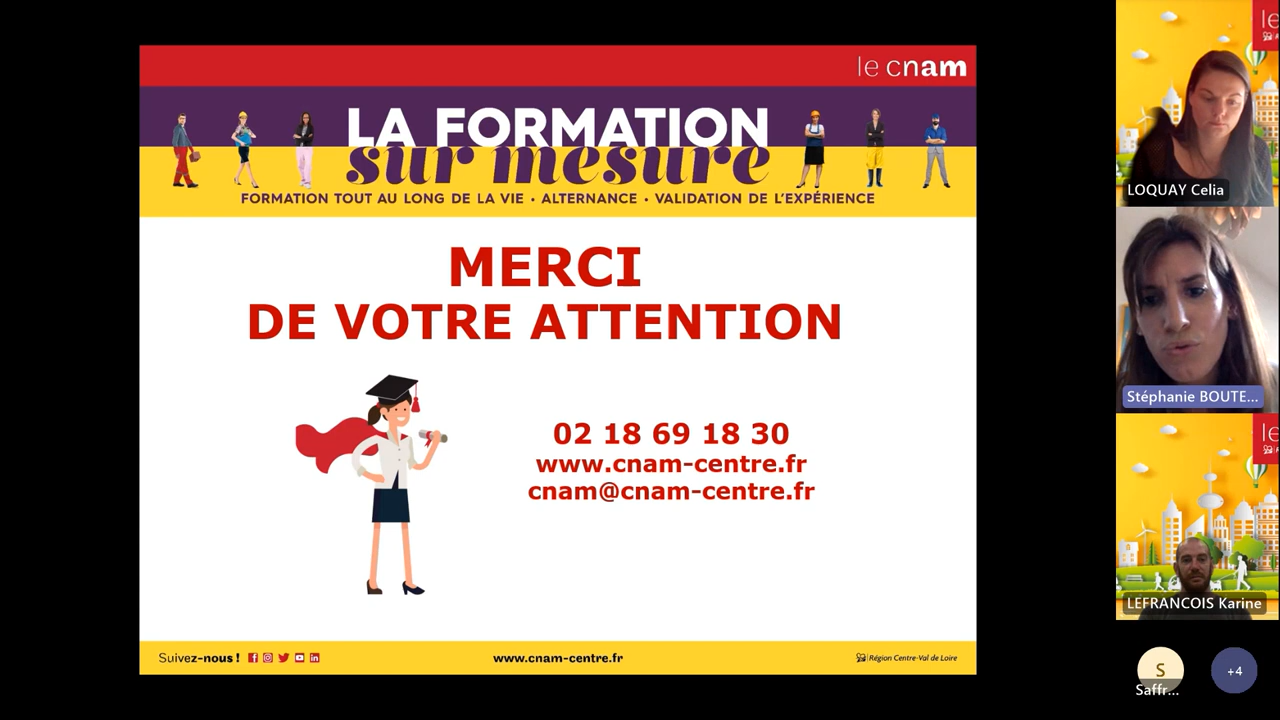 le cnam
LA FORMATION
sur mesure
FORMATION TOUT AU LONG DE LA VIE • ALTERNANCE • VALIDATION DE L'EXPÉRIENCE
MERCI
DE VOTRE ATTENTION
02 18 69 18 30
www.cnam-centre.fr
cnam@cnam-centre.fr
Suivez-nous !
www.cnam-centre.fr
Région Centre-Val de Loire
le
LOQUAY Celia
Stéphanie BOUTE...
le
LEFRANCOIS Karine
S
Saffr...
+4